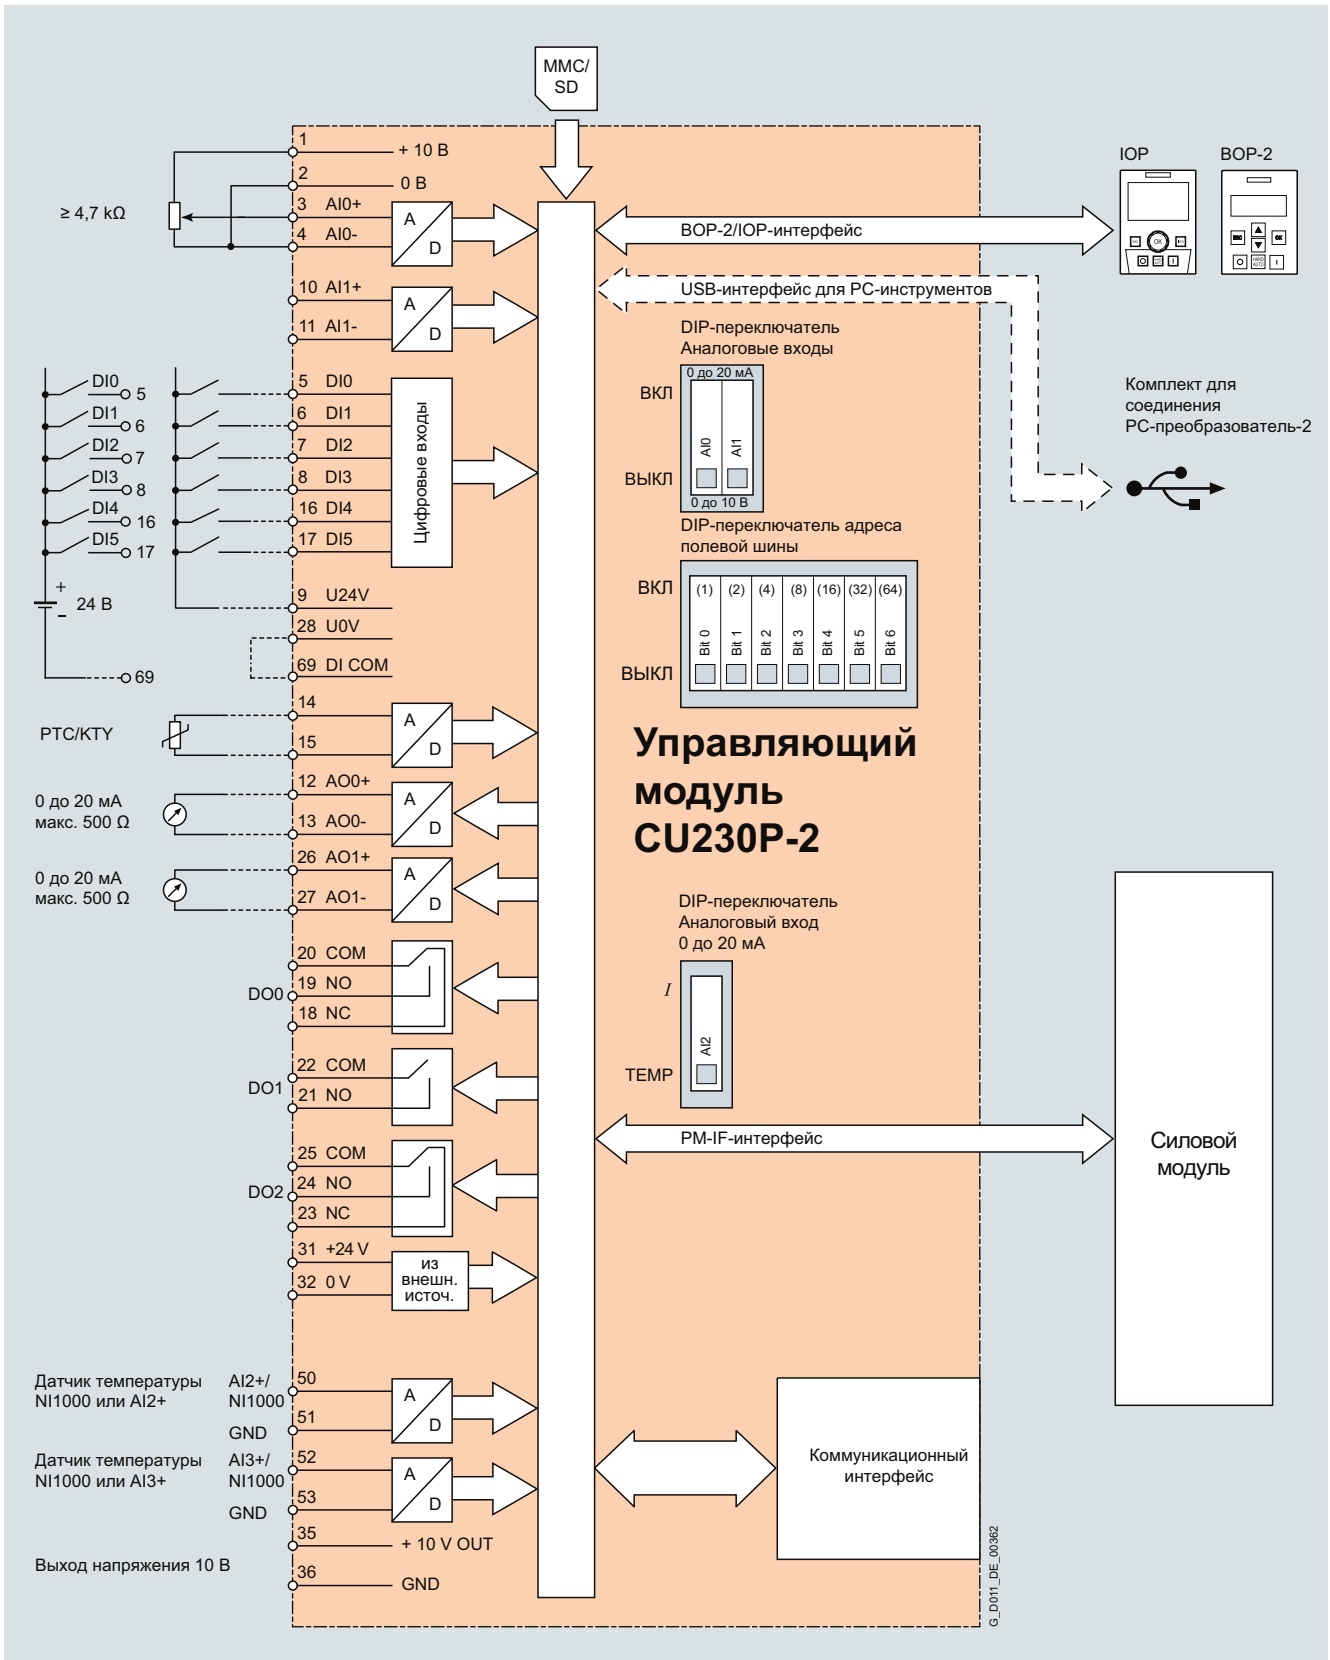 MMC/
SD
1
+ 10 В
2
0 В
≥ 4,7 kΩ
3 AI0+
4 AI0-
A
D
10 AI1+
11 AI1-
A
D
IOP
BOP-2
OK
ESC
OK
HAND
AUTO
BOP-2/IOP-интерфейс
USB-интерфейс для PC-инструментов
DIP-переключатель
Аналоговые входы
0 до 20 мА
ВКЛ
AI0
AI1
ВЫКЛ
0 до 10 В
Комплект для
соединения
PC-преобразователь-2
DI0
5
DI1
6
DI2
7
DI3
8
DI4
16
DI5
17
+
-
24 В
69
5 DI0
6 DI1
7 DI2
8 DI3
16 DI4
17 DI5
Цифровые входы
9 U24V
28 U0V
69 DI COM
DIP-переключатель адреса
полевой шины
ВКЛ
(1) (2) (4) (8) (16) (32) (64)
Bit 0 Bit 1 Bit 2 Bit 3 Bit 4 Bit 5 Bit 6
ВЫКЛ
PTC/KTY
14
15
A
D
Управляющий
модуль
CU230P-2
0 до 20 мА
макс. 500 Ω
12 AO0+
13 AO0-
A
D
0 до 20 мА
макс. 500 Ω
26 AO1+
27 AO1-
A
D
DIP-переключатель
Аналоговый вход
0 до 20 мА
I
AI2
TEMP
DO0
20 COM
19 NO
18 NC
DO1
22 COM
21 NO
DO2
25 COM
24 NO
23 NC
PM-IF-интерфейс
Силовой
модуль
31 +24 V
32 0 V
из
внешн.
источ.
Датчик температуры
NI1000 или AI2+
AI2+/
NI1000
GND
50
51
A
D
Датчик температуры
NI1000 или AI3+
AI3+/
NI1000
GND
52
53
A
D
Коммуникационный
интерфейс
Выход напряжения 10 В
35
+ 10 V OUT
36
GND
G_D011_DE_00362